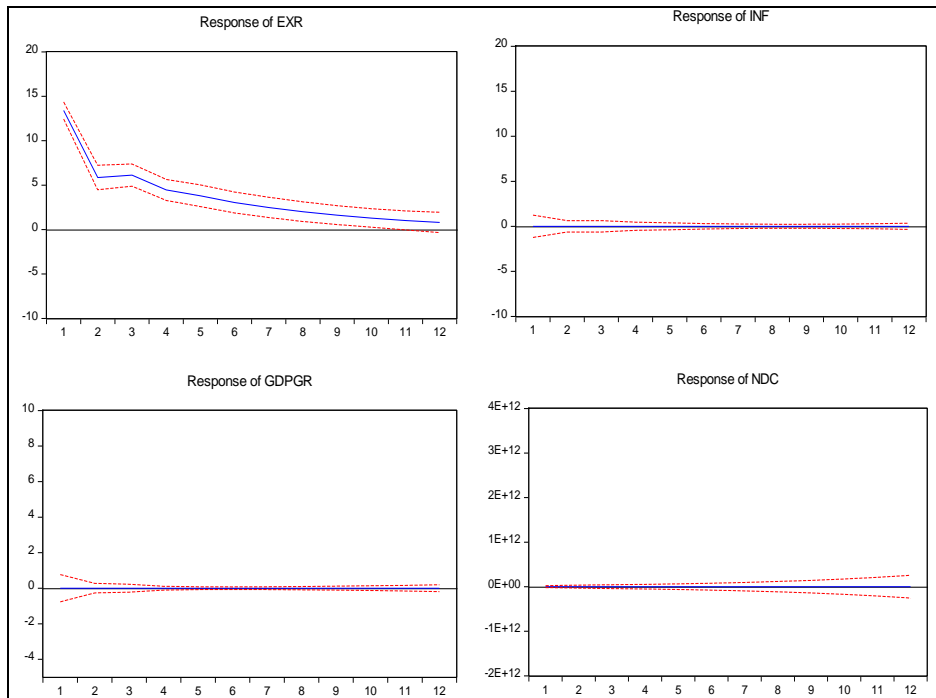 Response of EXR
20
15
10
5
0
-5
-10
1 2 3 4 5 6 7 8 9 10 11 12
Response of INF
20
15
10
5
0
-5
-10
1 2 3 4 5 6 7 8 9 10 11 12
Response of GDPGR
10
8
6
4
2
0
-2
-4
1 2 3 4 5 6 7 8 9 10 11 12
Response of NDC
4E+12
3E+12
2E+12
1E+12
0E+00
-1E+12
-2E+12
1 2 3 4 5 6 7 8 9 10 11 12